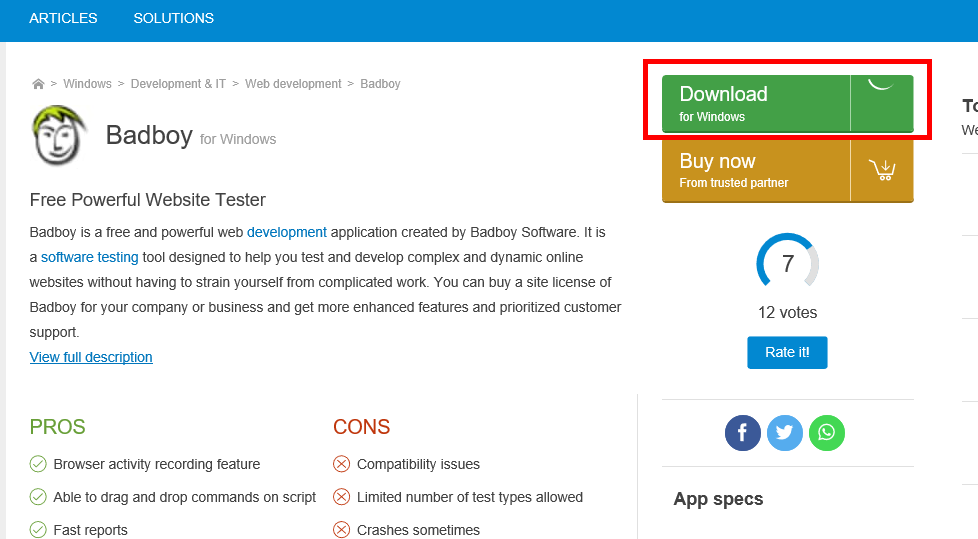 ARTICLES SOLUTIONS
> Windows > Development & IT > Web development > Badboy
Badboy for Windows
Free Powerful Website Tester
Badboy is a free and powerful web development application created by Badboy Software. It is
a software testing tool designed to help you test and develop complex and dynamic online
websites without having to strain yourself from complicated work. You can buy a site license of
Badboy for your company or business and get more enhanced features and prioritized customer
support.
View full description
PROS
Browser activity recording feature
Able to drag and drop commands on script
Fast reports
CONS
Compatibility issues
Limited number of test types allowed
Crashes sometimes
Download
for Windows
Buy now
From trusted partner
7
12 votes
Rate it!
App specs